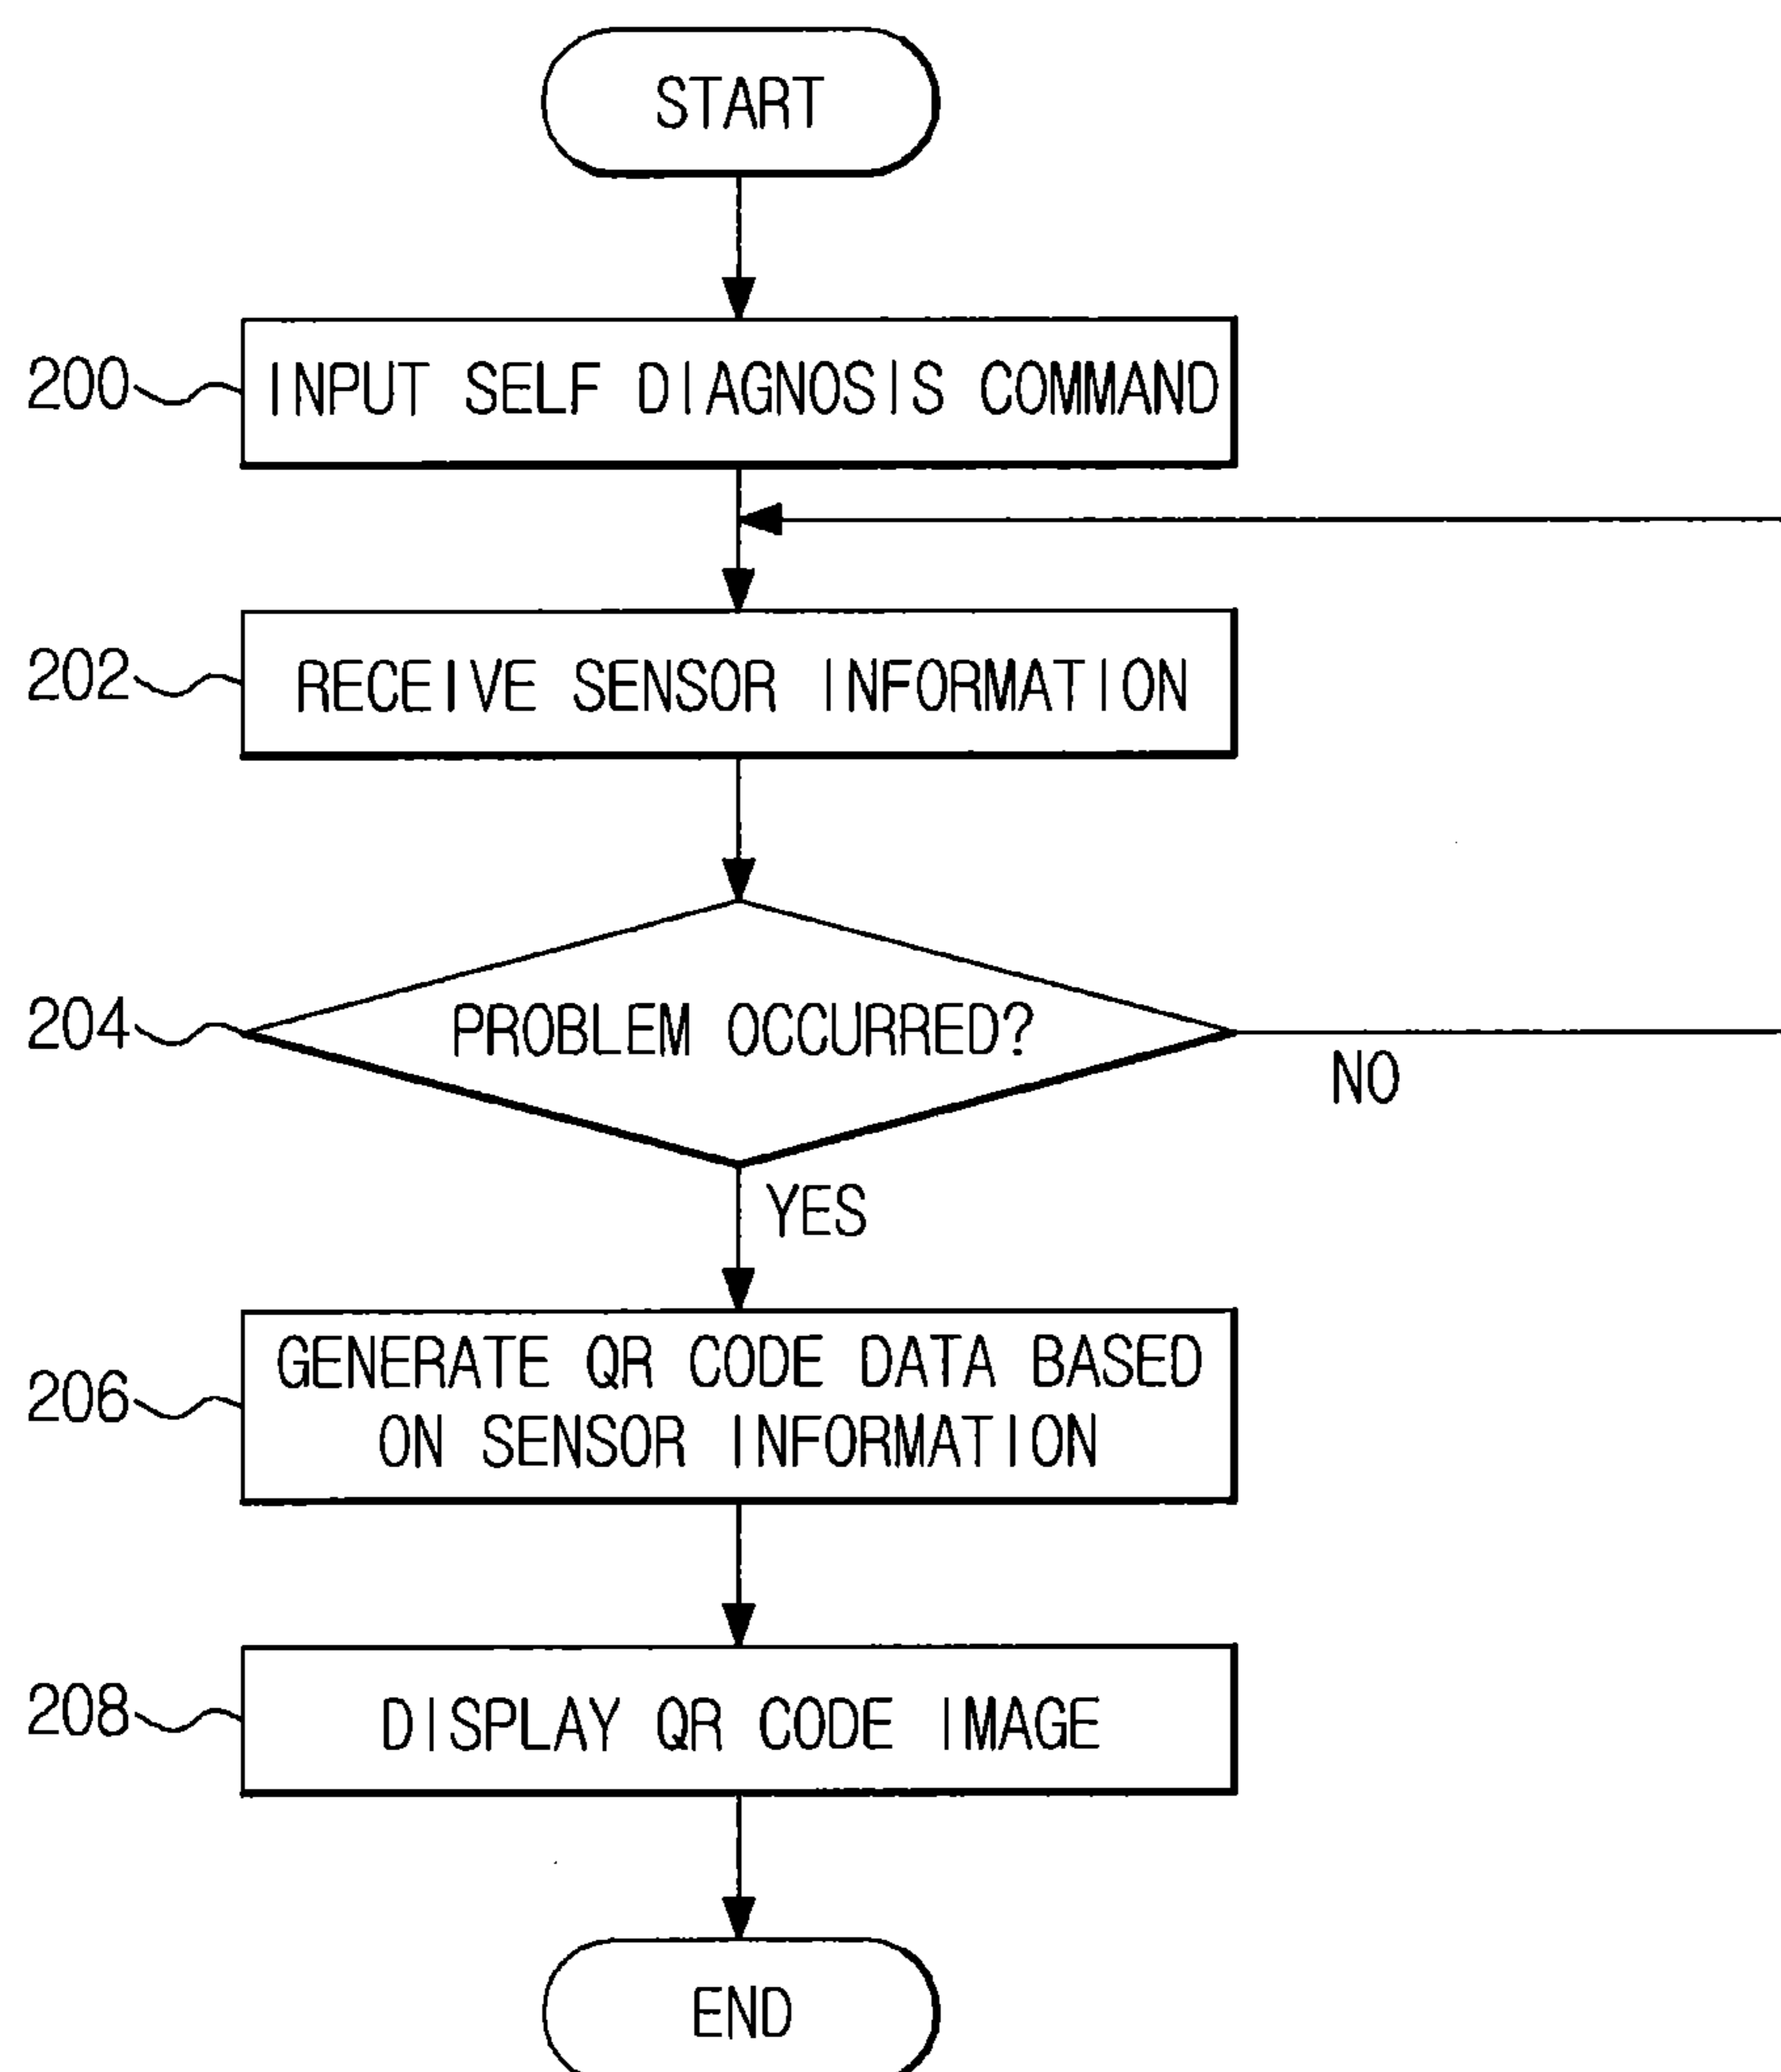 START
200
INPUT SELF DIAGNOSIS COMMAND
202
RECEIVE SENSOR INFORMATION
204
PROBLEM OCCURRED?
NO
YES
206
GENERATE QR CODE DATA BASED
ON SENSOR INFORMATION
208
DISPLAY QR CODE IMAGE
END